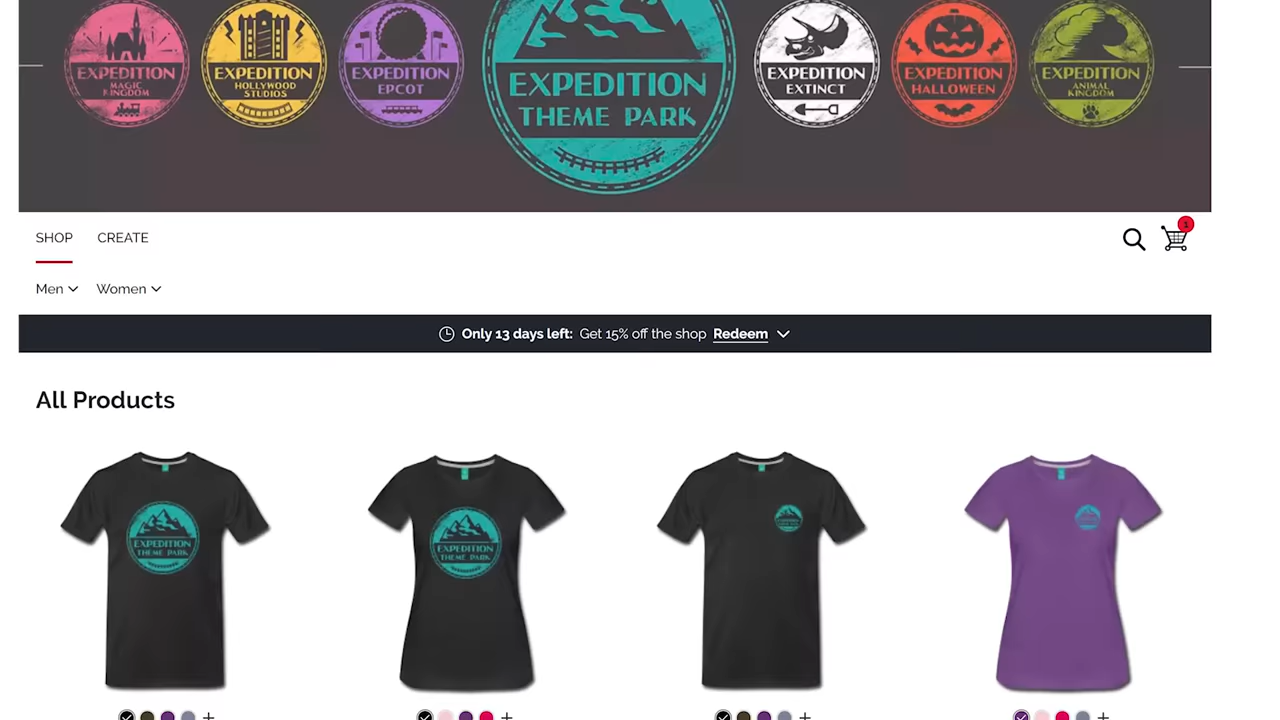 EXPEDITION
MAGIC
KINGDOM
EXPEDITION
HOLLYWOOD
STUDIOS
EXPEDITION
EPCOT
EXPEDITION
THEME PARK
EXPEDITION
EXTINCT
EXPEDITION
HALLOWEEN
EXPEDITION
ANIMAL
KINGDOM
SHOP CREATE
1
Men Women
Only 13 days left: Get 15% off the shop Redeem
All Products
EXPEDITION
THEME PARK
EXPEDITION
THEME PARK